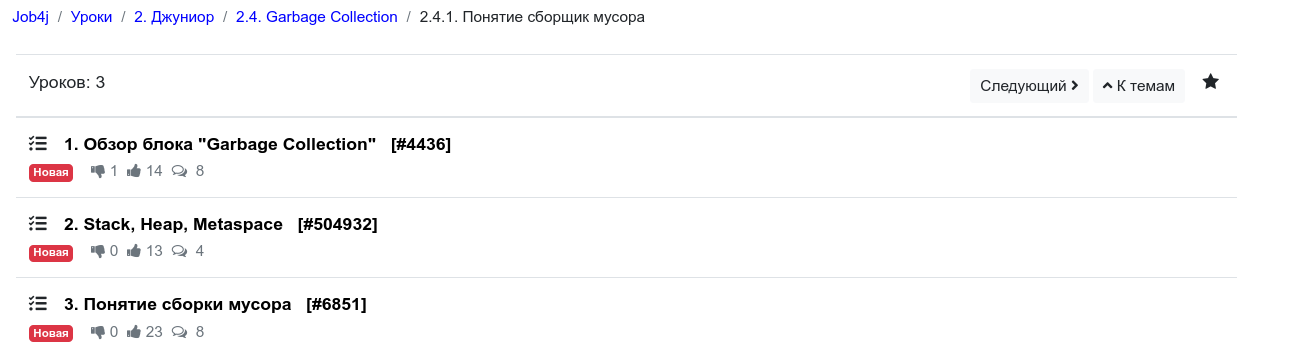 Job4j / Уроки / 2. Джуниор / 2.4. Garbage Collection / 2.4.1. Понятие сборщик мусора
Уроков: 3
Следующий К темам
1. Обзор блока "Garbage Collection" [#4436]
Новая 1 14 8
2. Stack, Heap, Metaspace [#504932]
Новая 0 13 4
3. Понятие сборки мусора [#6851]
Новая 0 23 8